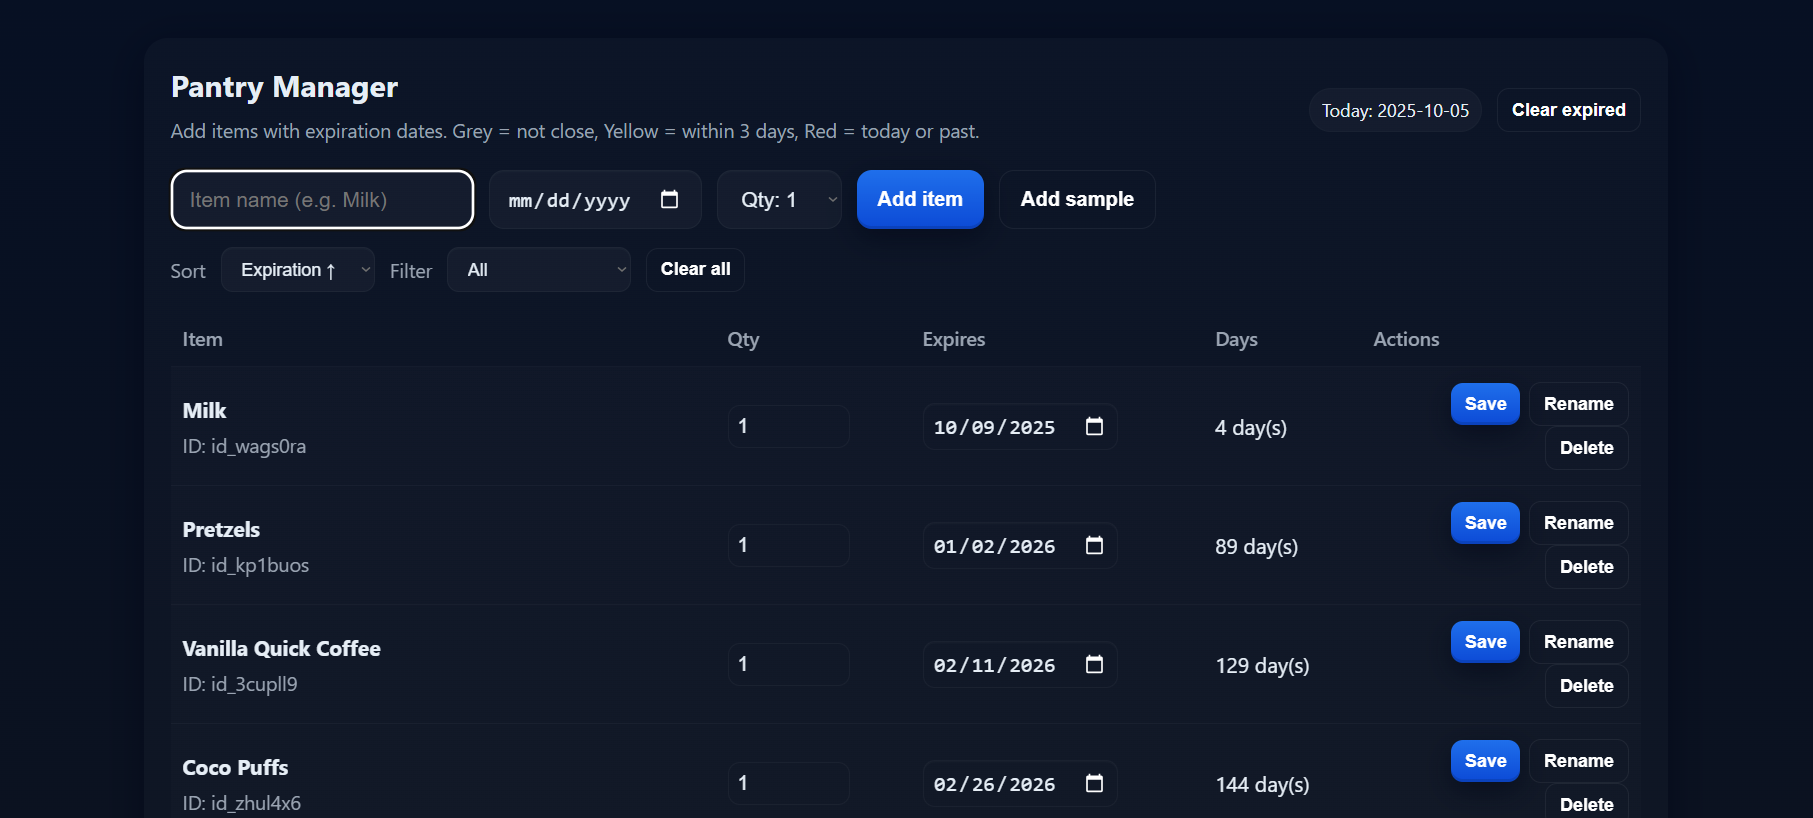 Pantry Manager
Add items with expiration dates. Grey = not close, Yellow = within 3 days, Red = today or past.
Today: 2025-10-05
Clear expired
Item name (e.g. Milk)
mm/dd/yyyy
Qty: 1
Add item
Add sample
Sort
Expiration ↑
Filter
All
Clear all
Item Qty Expires Days Actions
Milk
ID: id_wags0ra
1
10/09/2025
4 day(s)
Save
Rename
Delete
Pretzels
ID: id_kp1buos
1
01/02/2026
89 day(s)
Save
Rename
Delete
Vanilla Quick Coffee
ID: id_3cupll9
1
02/11/2026
129 day(s)
Save
Rename
Delete
Coco Puffs
ID: id_zhul4x6
1
02/26/2026
144 day(s)
Save
Rename
Delete